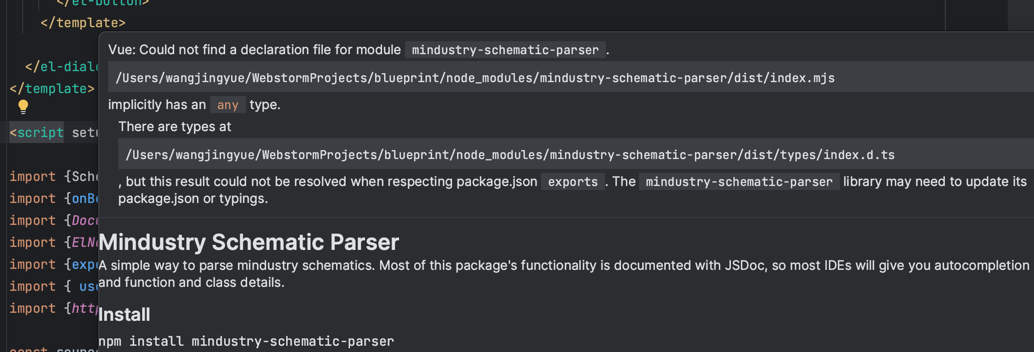 </el-button>
</template>
Vue: Could not find a declaration file for module mindustry-schematic-parser .
</el-dialo
/Users/wangjingyue/WebstormProjects/blueprint/node_modules/mindustry-schematic-parser/dist/index.mjs
</template>
implicitly has an any type.
There are types at
<script setu
/Users/wangjingyue/WebstormProjects/blueprint/node_modules/mindustry-schematic-parser/dist/types/index.d.ts
import {Sche
, but this result could not be resolved when respecting package.json exports . The mindustry-schematic-parser library may need to update its
import {onBe
package.json or typings.
import {Docu
import {ElNo
Mindustry Schematic Parser
import {expo
A simple way to parse mindustry schematics. Most of this package's functionality is documented with JSDoc, so most IDEs will give you autocompletion
import { use
and function and class details.
import {http
Install
npm install mindustry-schematic-parser
const source